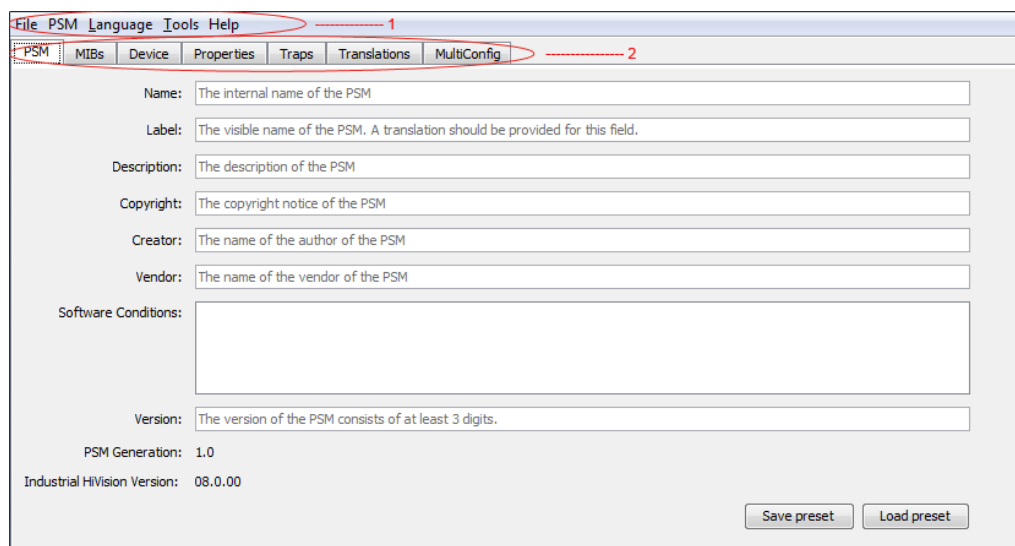 File PSM Language Tools Help 1
PSM MIBs Device Properties Traps Translations MultiConfig 2
Name: The internal name of the PSM
Label: The visible name of the PSM. A translation should be provided for this field.
Description: The description of the PSM
Copyright: The copyright notice of the PSM
Creator: The name of the author of the PSM
Vendor: The name of the vendor of the PSM
Software Conditions:
Version: The version of the PSM consists of at least 3 digits.
PSM Generation: 1.0
Industrial HiVision Version: 08.0.00
Save preset Load preset